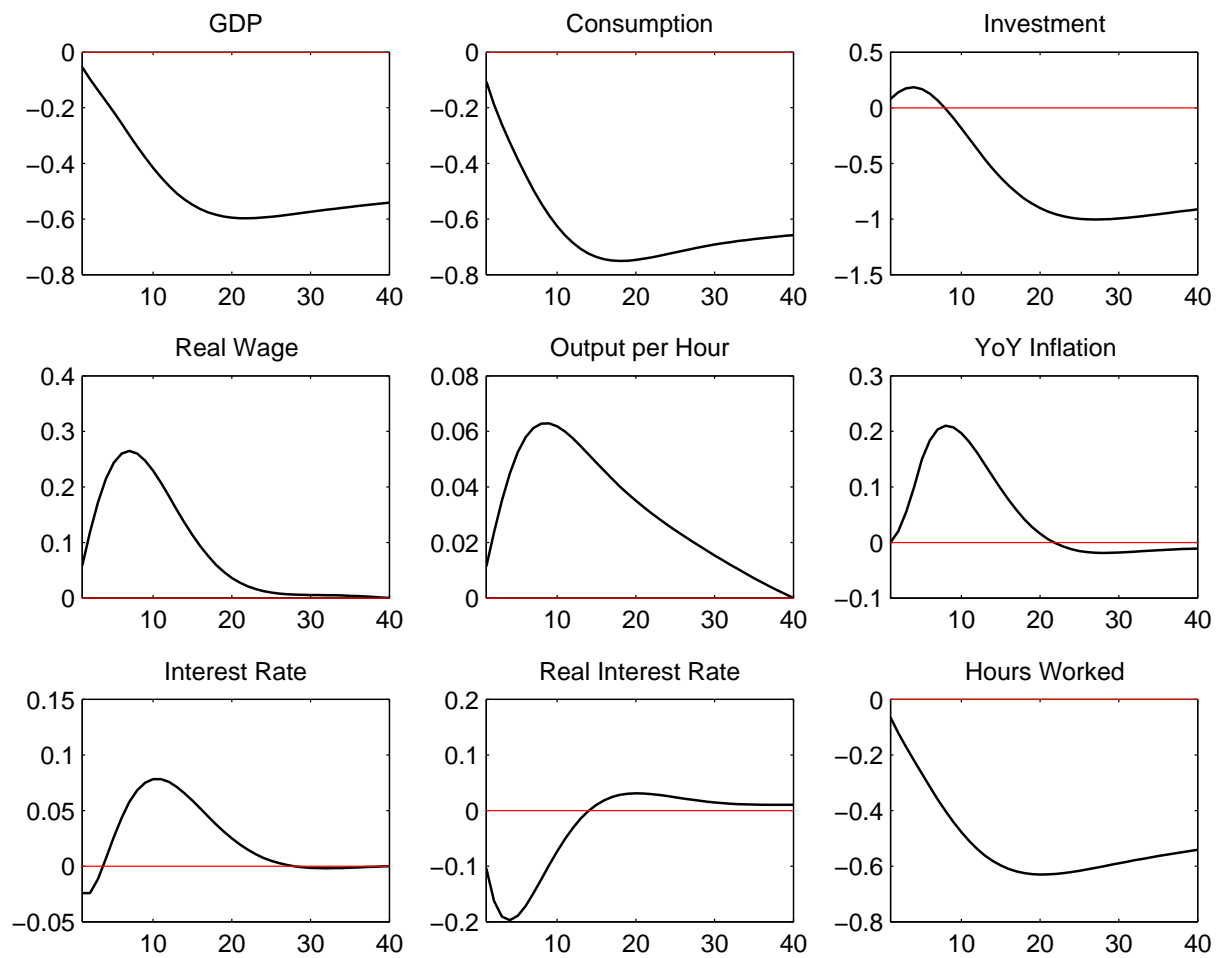 GDP
0
−0.2
−0.4
−0.6
−0.8
10 20 30 40
Consumption
0
−0.2
−0.4
−0.6
−0.8
10 20 30 40
Investment
0.5
0
−0.5
−1
−1.5
10 20 30 40
Real Wage
0.4
0.3
0.2
0.1
0
10 20 30 40
Output per Hour
0.08
0.06
0.04
0.02
0
10 20 30 40
YoY Inflation
0.3
0.2
0.1
0
−0.1
10 20 30 40
Interest Rate
0.15
0.1
0.05
0
−0.05
10 20 30 40
Real Interest Rate
0.2
0.1
0
−0.1
−0.2
10 20 30 40
Hours Worked
0
−0.2
−0.4
−0.6
−0.8
10 20 30 40